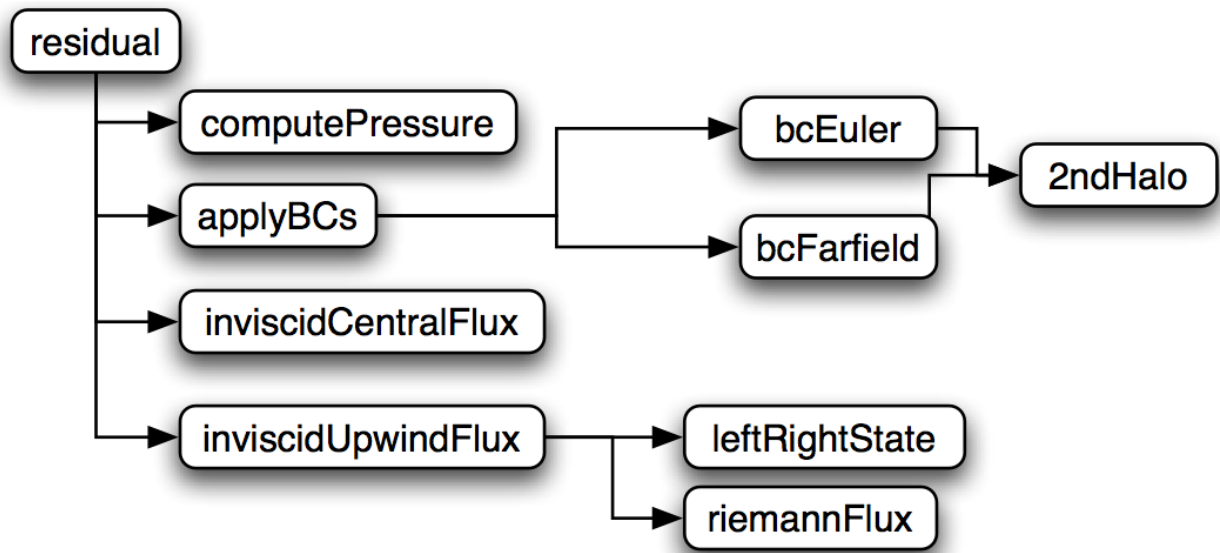 residual
computePressure
bcEuler
2ndHalo
applyBCs
bcFarfield
inviscidCentralFlux
inviscidUpwindFlux
leftRightState
riemannFlux